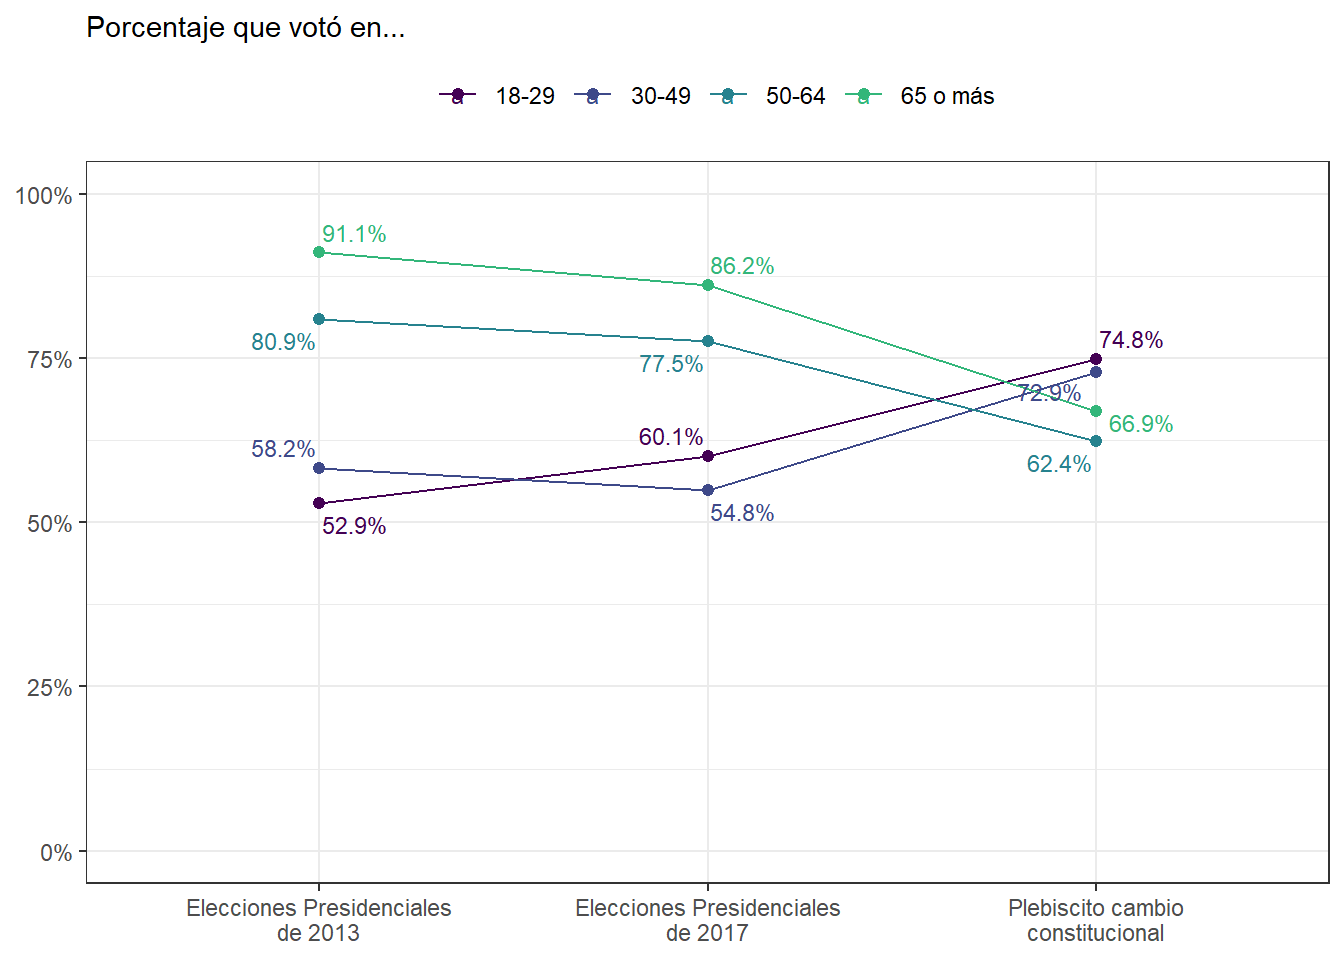 Porcentaje que votó en...
a 18-29 a 30-49 a 50-64 a 65 o más
100%
75%
50%
25%
0%
91.1%
80.9%
58.2%
52.9%
86.2%
77.5%
60.1%
54.8%
74.8%
72.9%
66.9%
62.4%
Elecciones Presidenciales
de 2013
Elecciones Presidenciales
de 2017
Plebiscito cambio
constitucional